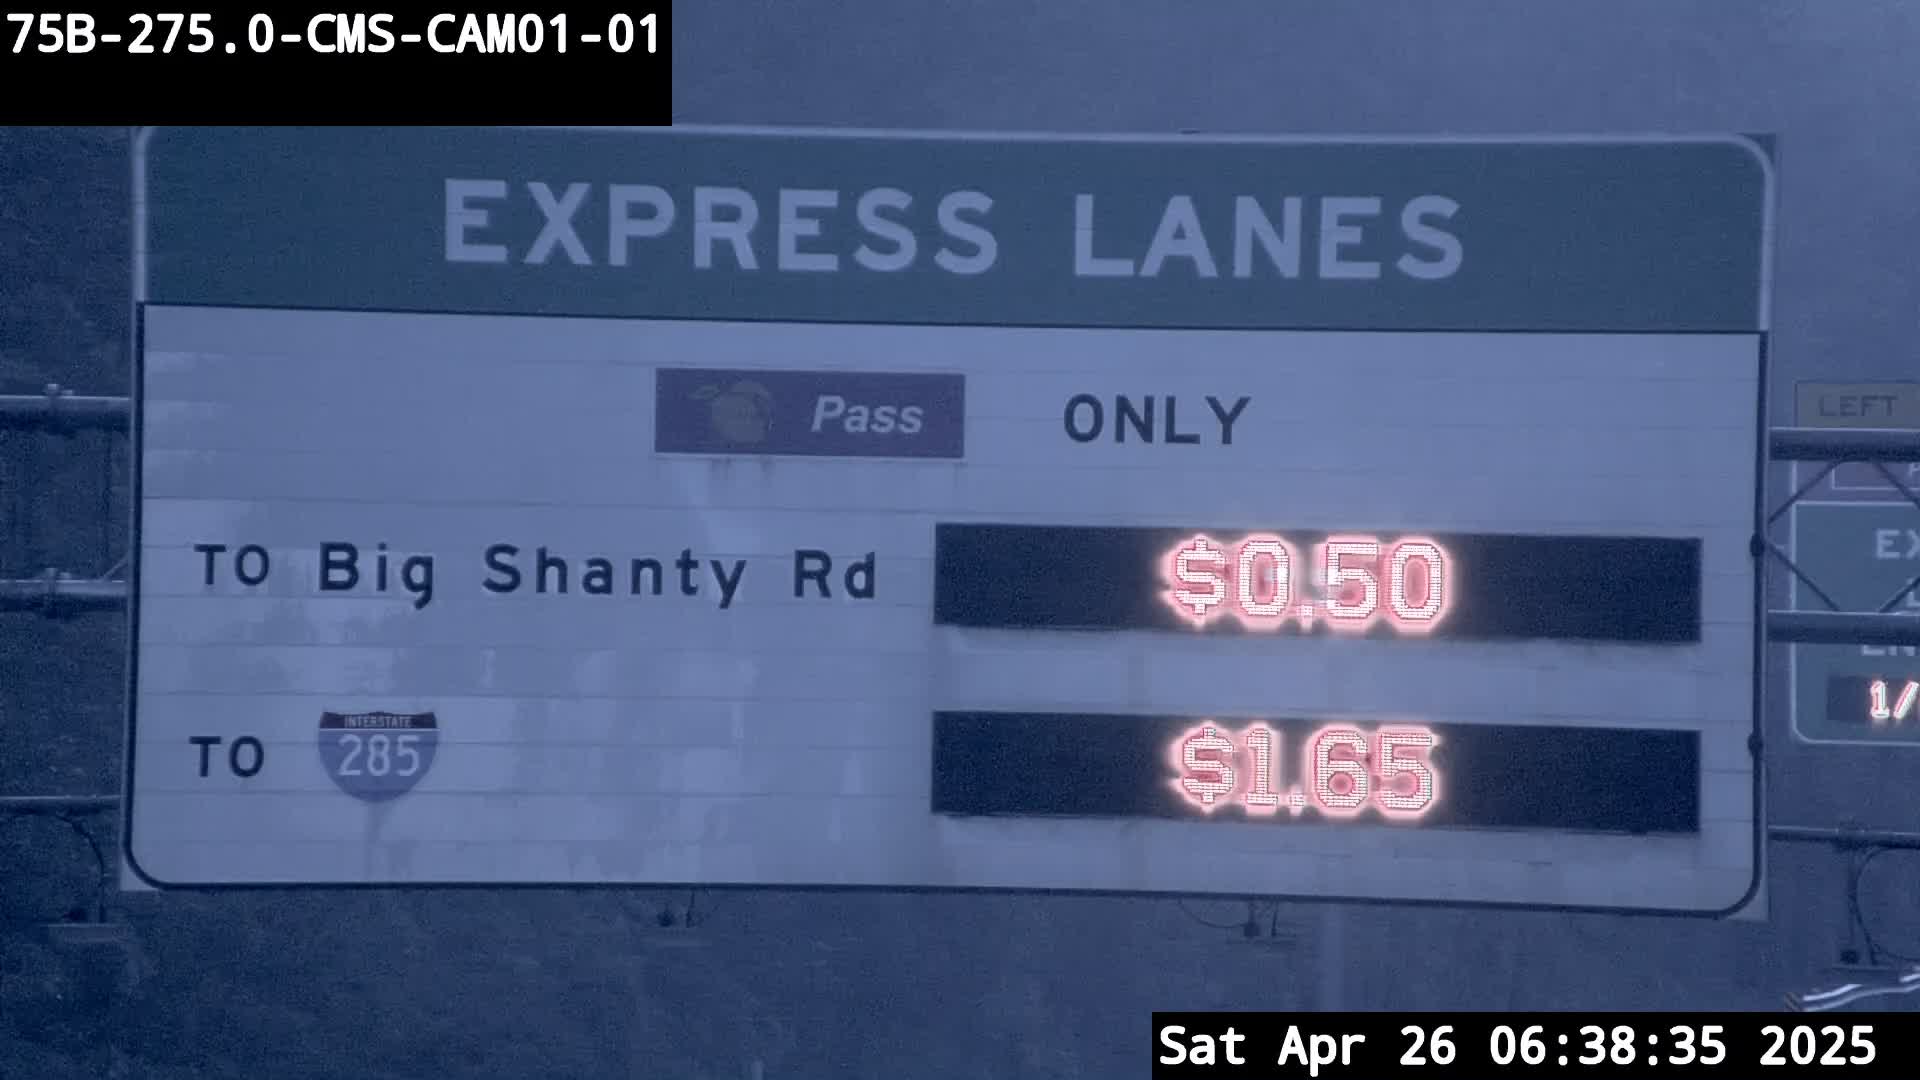 75B-275.0-CMS-CAM01-01
EXPRESS LANES
Pass ONLY
LEFT
TO Big Shanty Rd $0.50
TO INTERSTATE 285 $1.65
1/
Sat Apr 26 06:38:35 2025